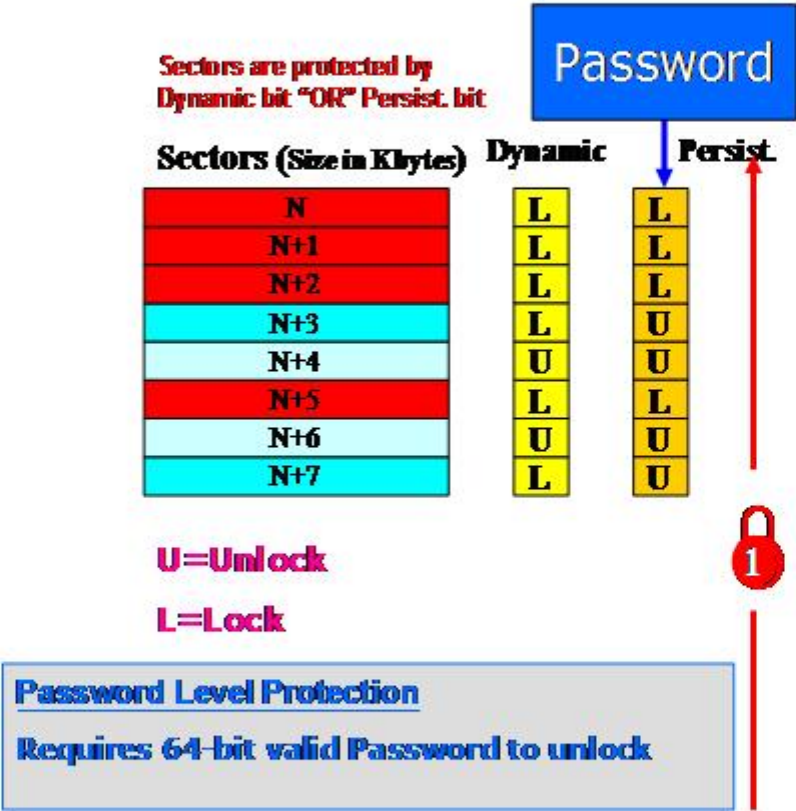 Password
Sectors are protected by
Dynamic bit “OR” Persist. bit
Sectors (Size in Kbytes) Dynamic Persist.
N L L
N+1 L L
N+2 L L
N+3 L U
N+4 U U
N+5 L L
N+6 U U
N+7 L U
U=Unlock
1
L=Lock
Password Level Protection
Requires 64-bit valid Password to unlock